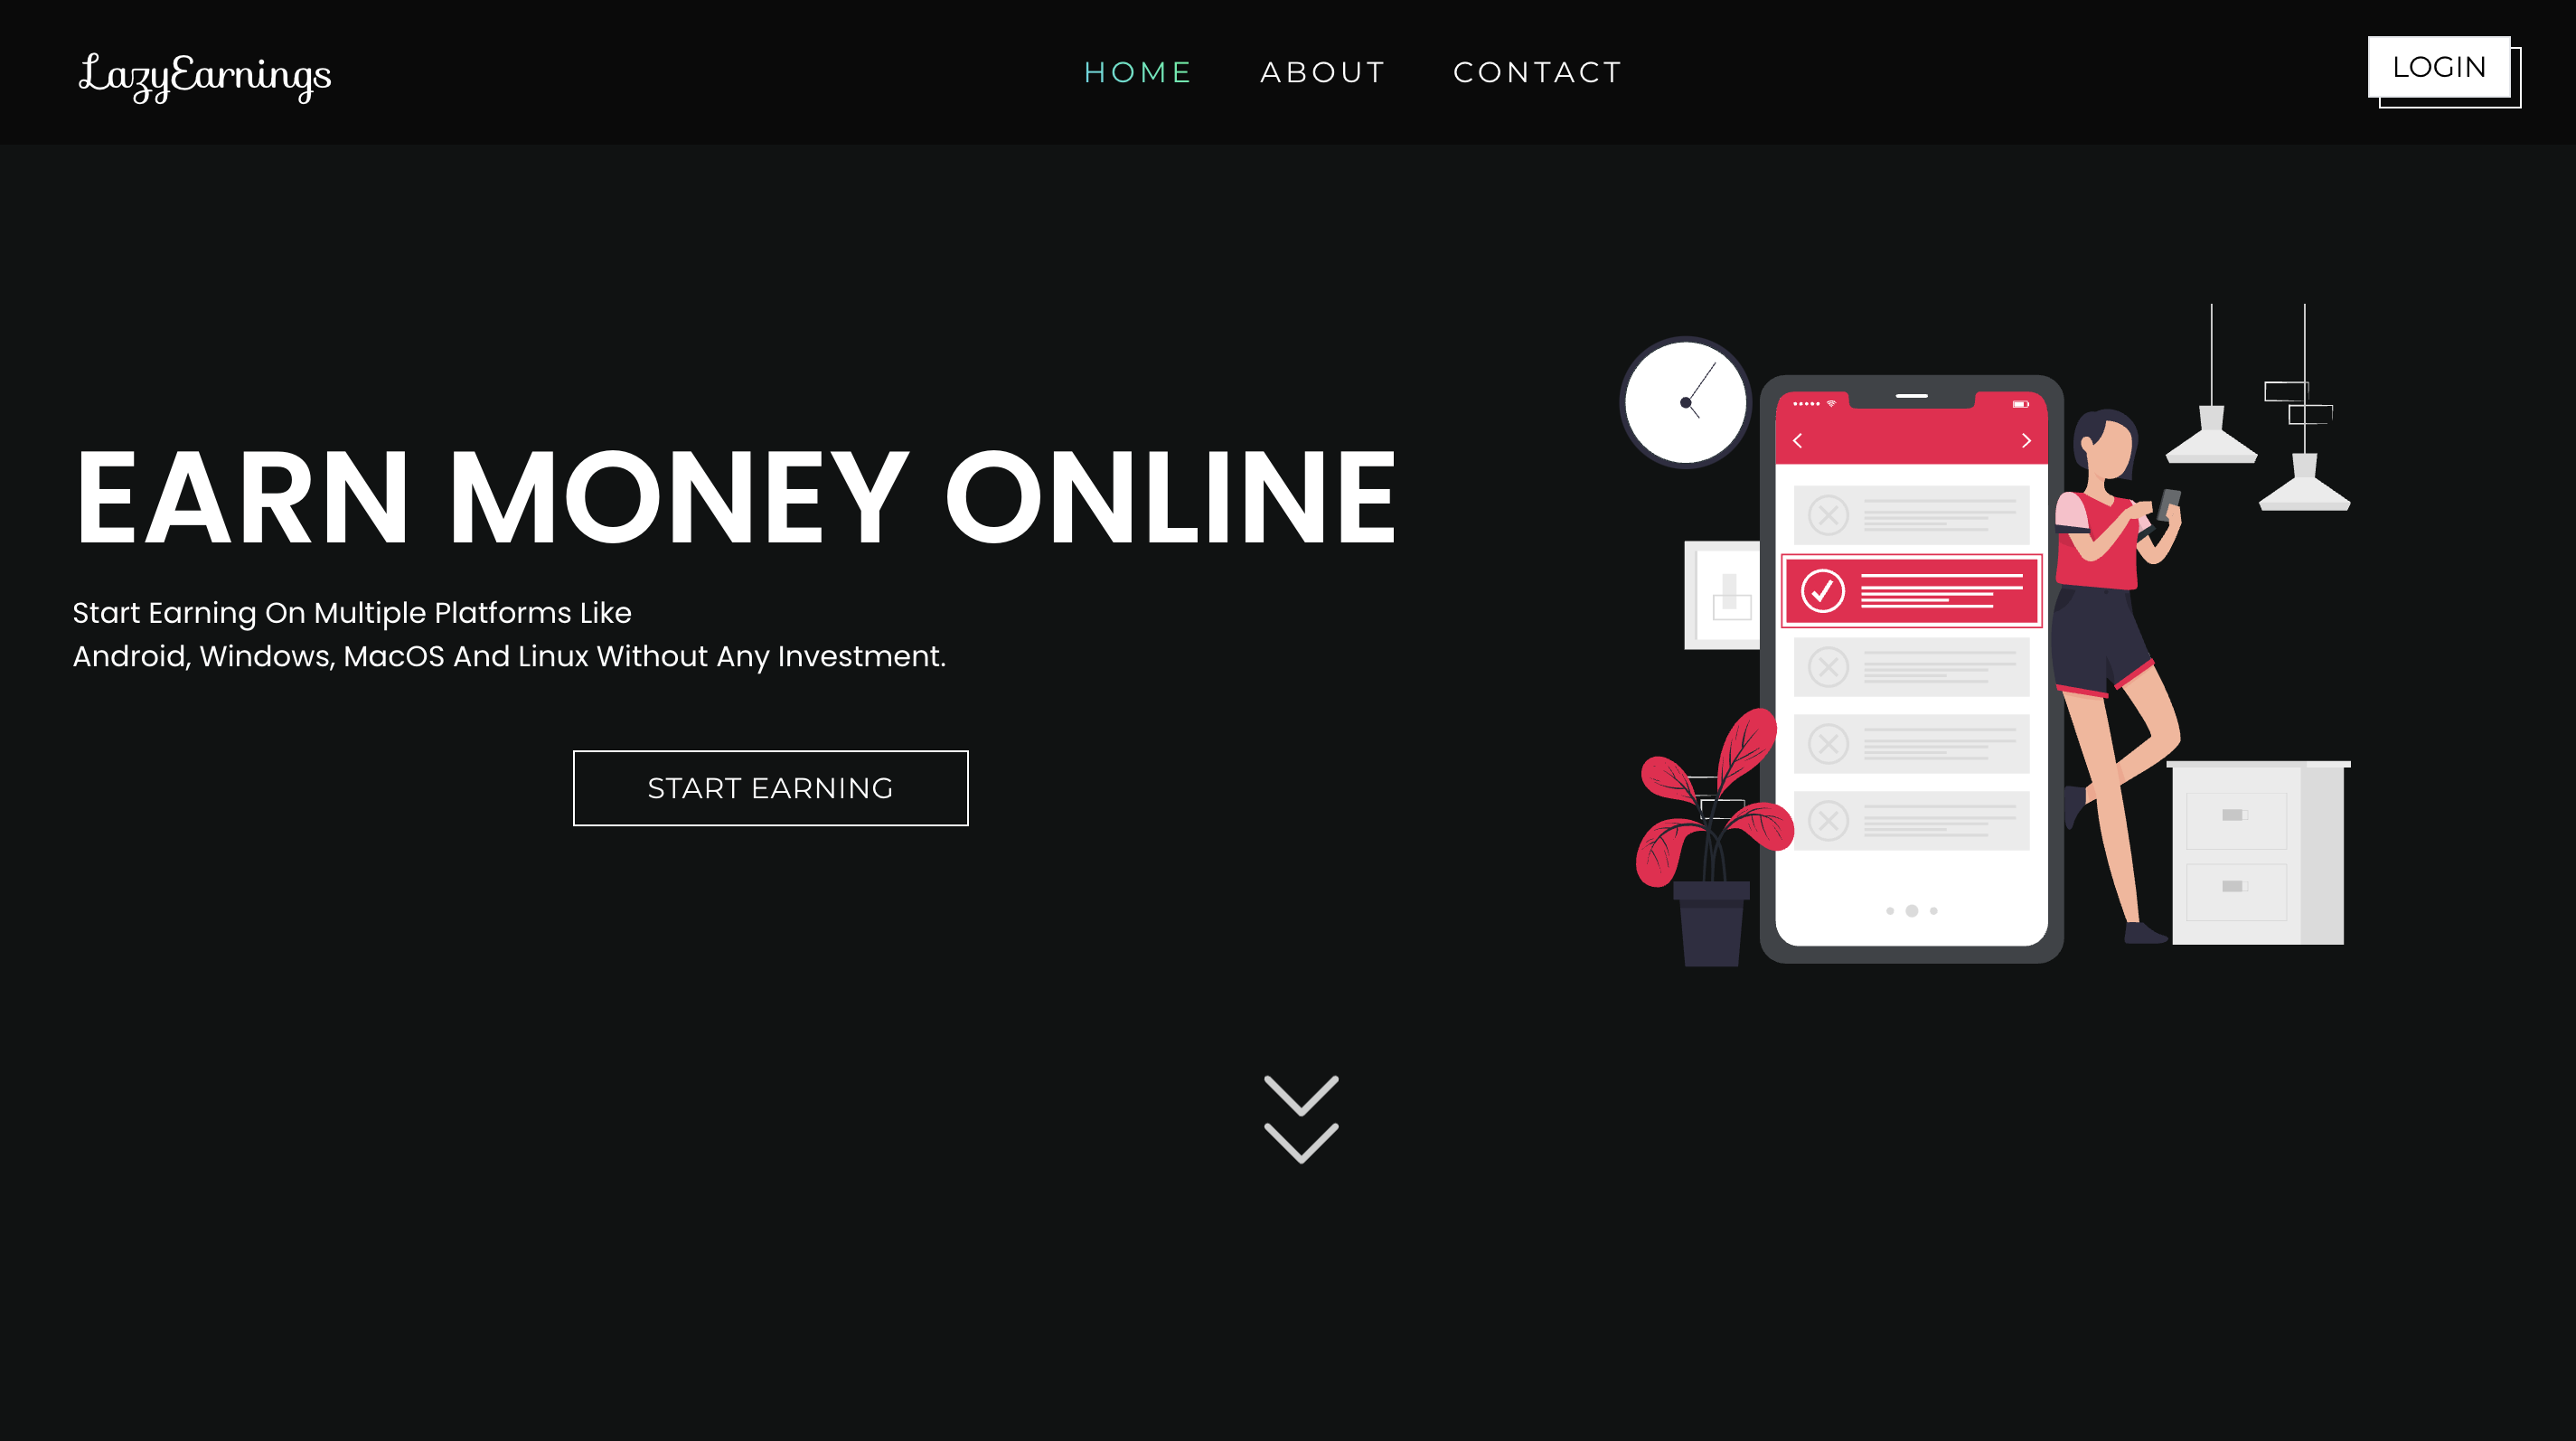 LazyEarnings
HOME
ABOUT
CONTACT
LOGIN
EARN MONEY ONLINE
Start Earning On Multiple Platforms Like
Android, Windows, MacOS And Linux Without Any Investment.
START EARNING